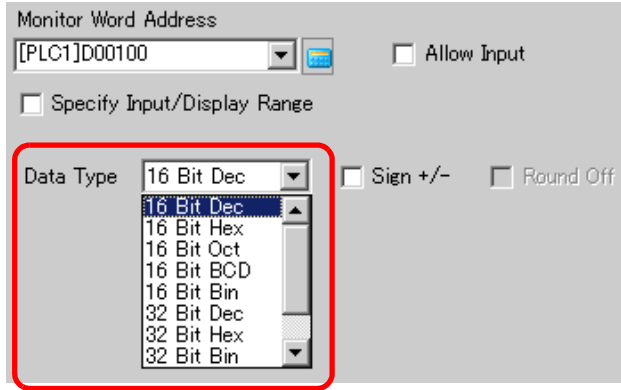 Monitor Word Address
[PLC1]D00100
Allow Input
Specify Input/Display Range
Data Type 16 Bit Dec Sign +/- Round Off
16 Bit Dec
16 Bit Hex
16 Bit Oct
16 Bit BCD
16 Bit Bin
32 Bit Dec
32 Bit Hex
32 Bit Bin